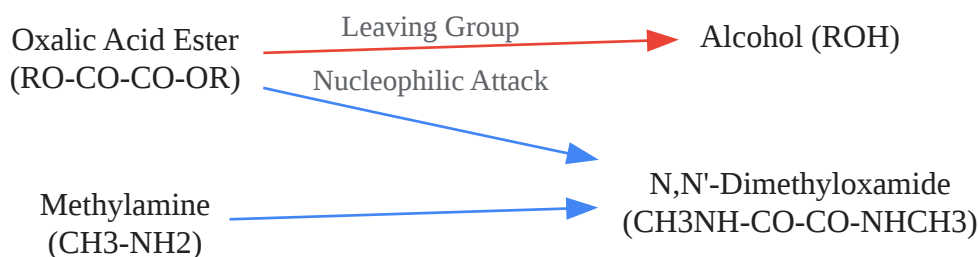 Oxalic Acid Ester
(RO-CO-CO-OR)
Leaving Group
Alcohol (ROH)
Nucleophilic Attack
Methylamine
(CH3-NH2)
N,N'-Dimethyloxamide
(CH3NH-CO-CO-NHCH3)